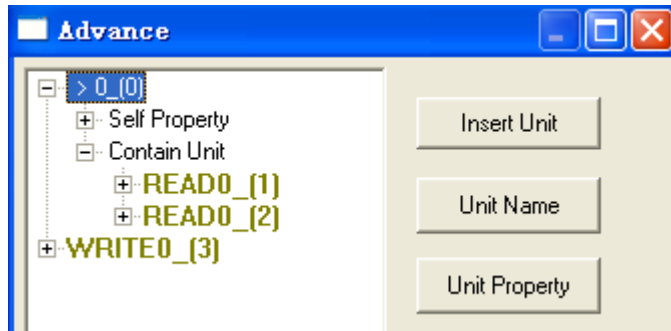 Advance
> 0_(0)
Self Property
Contain Unit
READ0_(1)
READ0_(2)
WRITE0_(3)
Insert Unit
Unit Name
Unit Property